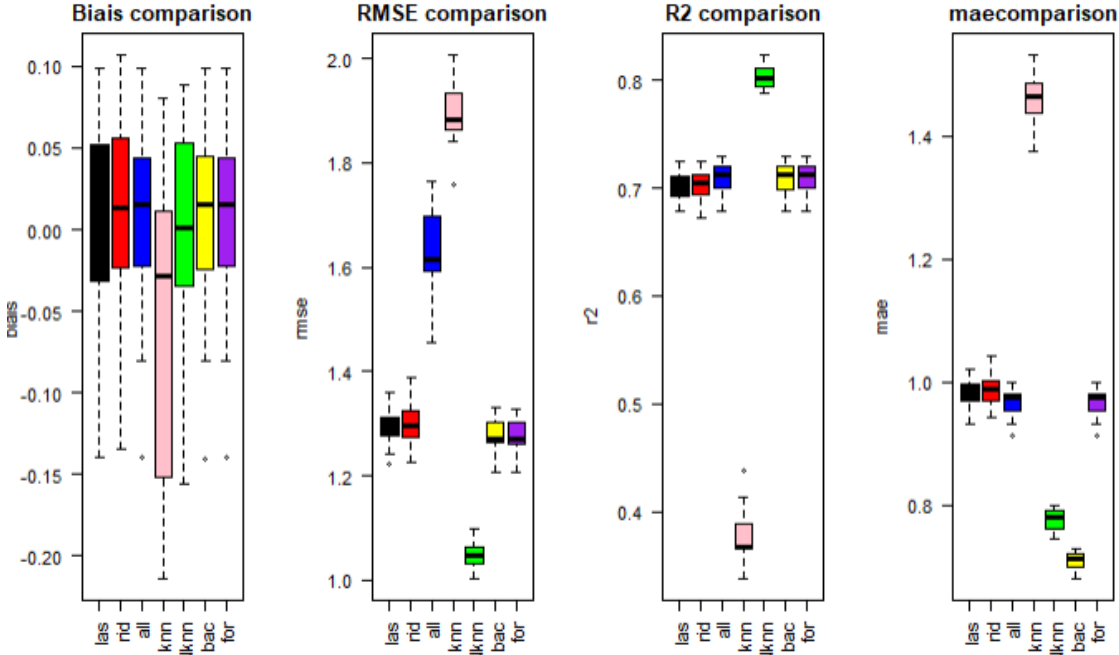 Biais comparison
RMSE comparison
R2 comparison
maecomparison
biais
0.10
0.05
0.00
-0.05
-0.10
-0.15
-0.20
las
rid
all
knn
lknn
bac
for
rmse
2.0
1.8
1.6
1.4
1.2
1.0
las
rid
all
knn
lknn
bac
for
r2
0.8
0.7
0.6
0.5
0.4
las
rid
all
knn
lknn
bac
for
mae
1.4
1.2
1.0
0.8
las
rid
all
knn
lknn
bac
for